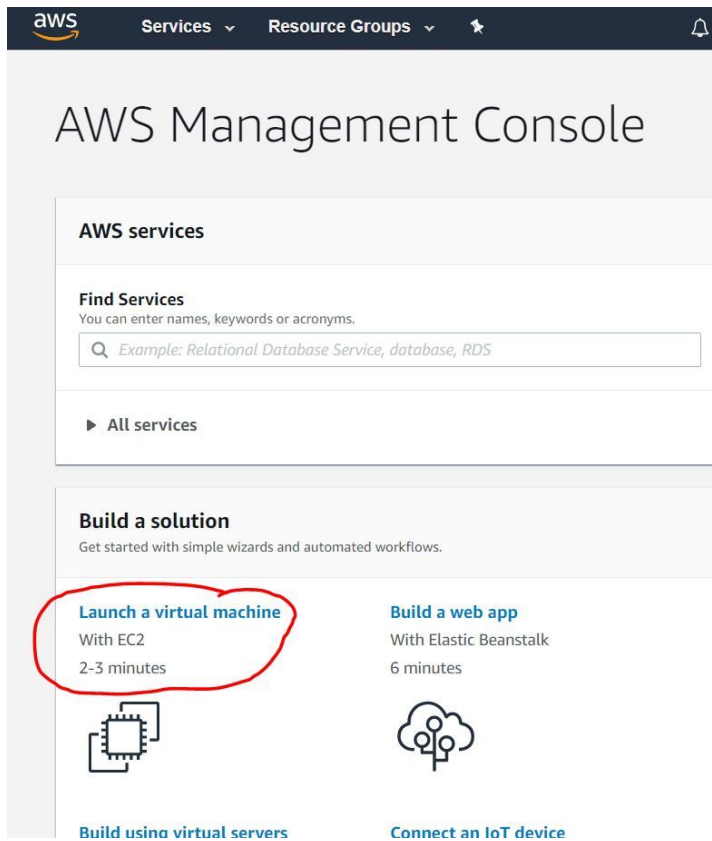 aws Services Resource Groups
AWS Management Console
AWS services
Find Services
You can enter names, keywords or acronyms.
Example: Relational Database Service, database, RDS
All services
Build a solution
Get started with simple wizards and automated workflows.
Launch a virtual machine
With EC2
2-3 minutes
Build a web app
With Elastic Beanstalk
6 minutes
Build using virtual servers
Connect an IoT device